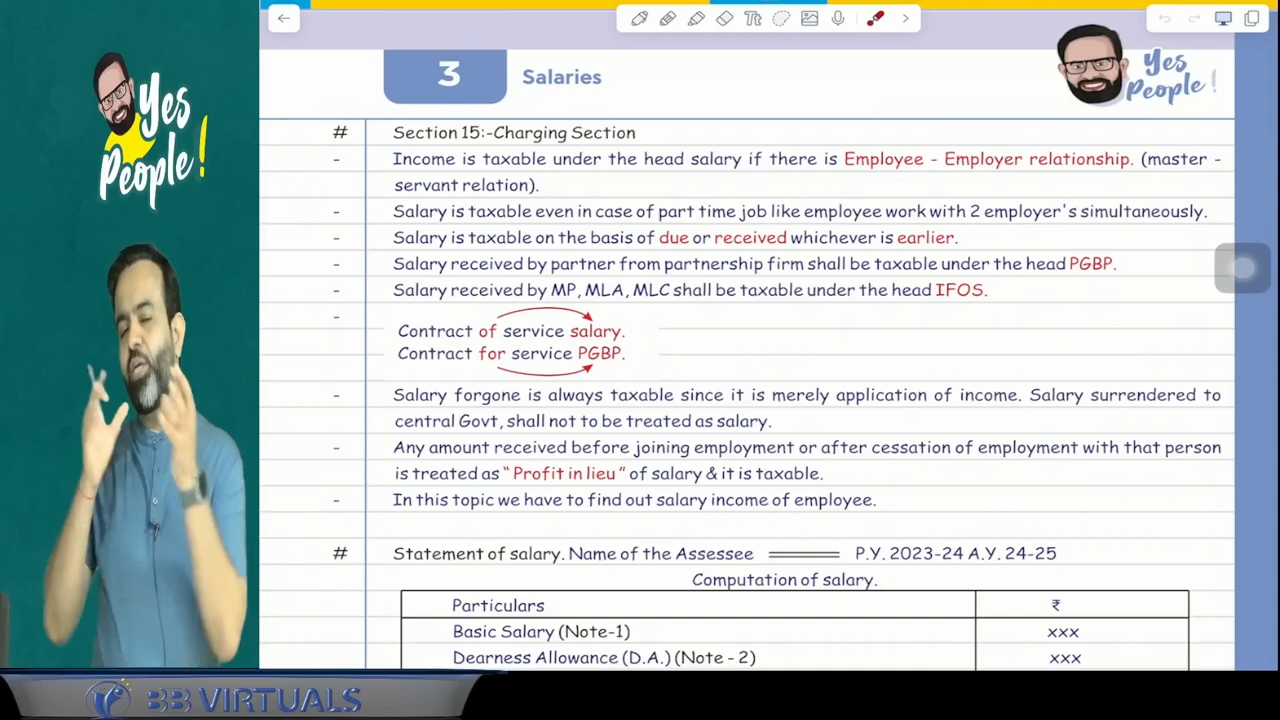 Tt
3 Salaries
Yes
People !
Yes
People !
# Section 15:-Charging Section
- Income is taxable under the head salary if there is Employee - Employer relationship. (master -
servant relation).
- Salary is taxable even in case of part time job like employee work with 2 employer's simultaneously.
- Salary is taxable on the basis of due or received whichever is earlier.
- Salary received by partner from partnership firm shall be taxable under the head PGBP.
- Salary received by MP, MLA, MLC shall be taxable under the head IFOS.
-
Contract of service salary.
Contract for service PGBP.
- Salary forgone is always taxable since it is merely application of income. Salary surrendered to
central Govt, shall not to be treated as salary.
- Any amount received before joining employment or after cessation of employment with that person
is treated as "Profit in lieu" of salary & it is taxable.
- In this topic we have to find out salary income of employee.
# Statement of salary. Name of the Assessee P.Y. 2023-24 A.Y. 24-25
Computation of salary.
Particulars ₹
Basic Salary (Note-1) xxx
Dearness Allowance (D.A.) (Note - 2) xxx
BB VIRTUALS